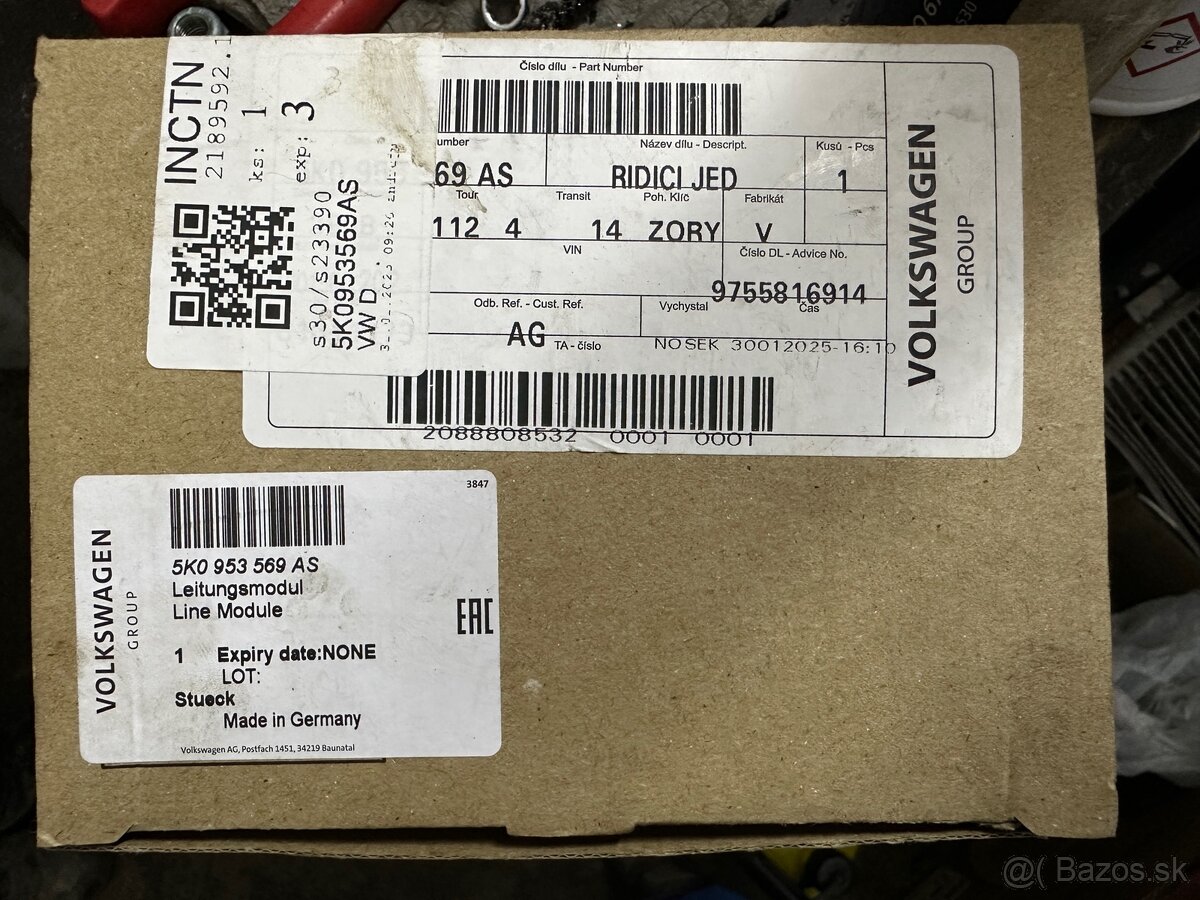 INCTN
2189592.1
ks: 1
exp: 3
s30/s23390
5K0953569AS
VW D
Číslo dílu - Part Number
umber
69 AS
Název dílu - Descript.
RIDICI JED
Kusů - Pcs
1
Tour
112 4
Transit
14
Poh. Klíč
ZORY
Fabrikát
V
VIN
Číslo DL - Advice No.
9755816914
Odb. Ref. - Cust. Ref.
AG
Vychystal
Čas
TA - číslo
NOSEK 30012025-16:10
2088808532 0001 0001
VOLKSWAGEN
GROUP
3847
VOLKSWAGEN
GROUP
5K0 953 569 AS
Leitungsmodul
Line Module
EAC
1 Expiry date:NONE
LOT:
Stueck
Made in Germany
Volkswagen AG, Postfach 1451, 34219 Baunatal
@( Bazos.sk